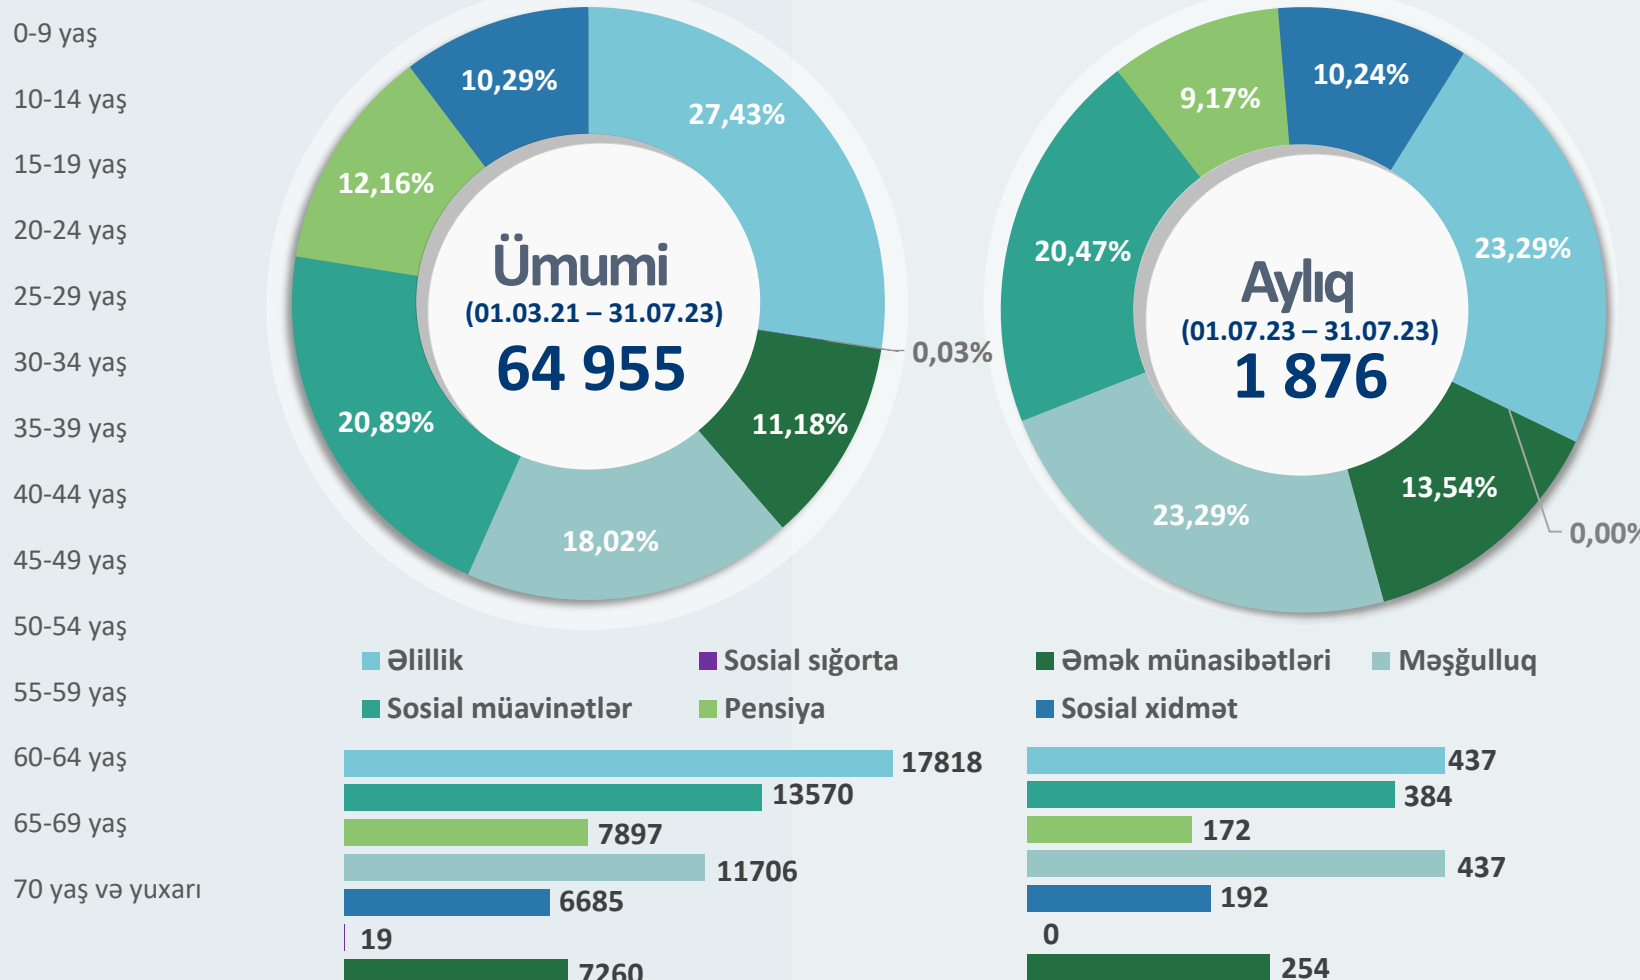 0-9 yaş
10-14 yaş
15-19 yaş
20-24 yaş
25-29 yaş
30-34 yaş
35-39 yaş
40-44 yaş
45-49 yaş
50-54 yaş
55-59 yaş
60-64 yaş
65-69 yaş
70 yaş və yuxarı
10,29%
27,43%
12,16%
0,03%
20,89%
11,18%
18,02%
Ümumi
(01.03.21 – 31.07.23)
64 955
10,24%
9,17%
23,29%
20,47%
13,54%
23,29%
0,00%
Aylıq
(01.07.23 – 31.07.23)
1 876
Əlillik
Sosial sığorta
Əmək münasibətləri
Məşğulluq
Sosial müavinətlər
Pensiya
Sosial xidmət
17818
13570
7897
11706
6685
19
7260
437
384
172
437
192
0
254